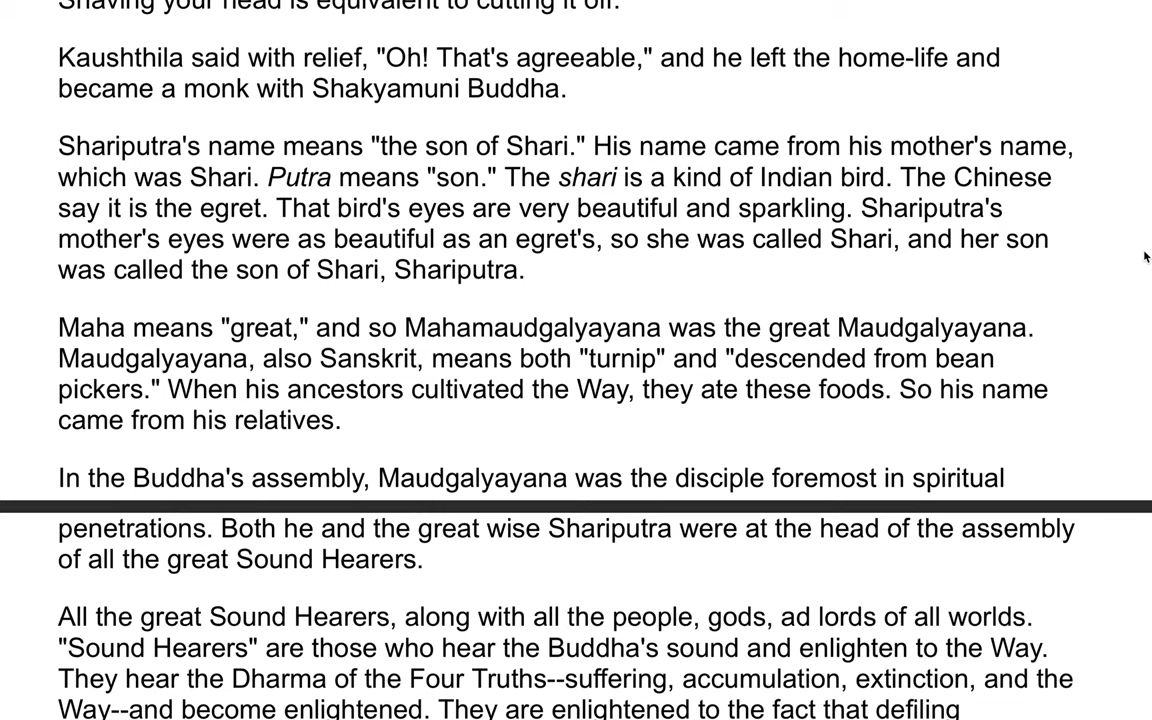 Shaving your head is equivalent to cutting it off.
Kaushthila said with relief, "Oh! That's agreeable," and he left the home-life and
became a monk with Shakyamuni Buddha.
Shariputra's name means "the son of Shari." His name came from his mother's name,
which was Shari. Putra means "son." The shari is a kind of Indian bird. The Chinese
say it is the egret. That bird's eyes are very beautiful and sparkling. Shariputra's
mother's eyes were as beautiful as an egret's, so she was called Shari, and her son
was called the son of Shari, Shariputra.
Maha means "great," and so Mahamaudgalyayana was the great Maudgalyayana.
Maudgalyayana, also Sanskrit, means both "turnip" and "descended from bean
pickers." When his ancestors cultivated the Way, they ate these foods. So his name
came from his relatives.
In the Buddha's assembly, Maudgalyayana was the disciple foremost in spiritual
penetrations. Both he and the great wise Shariputra were at the head of the assembly
of all the great Sound Hearers.
All the great Sound Hearers, along with all the people, gods, ad lords of all worlds.
"Sound Hearers" are those who hear the Buddha's sound and enlighten to the Way.
They hear the Dharma of the Four Truths--suffering, accumulation, extinction, and the
Way--and become enlightened. They are enlightened to the fact that defiling